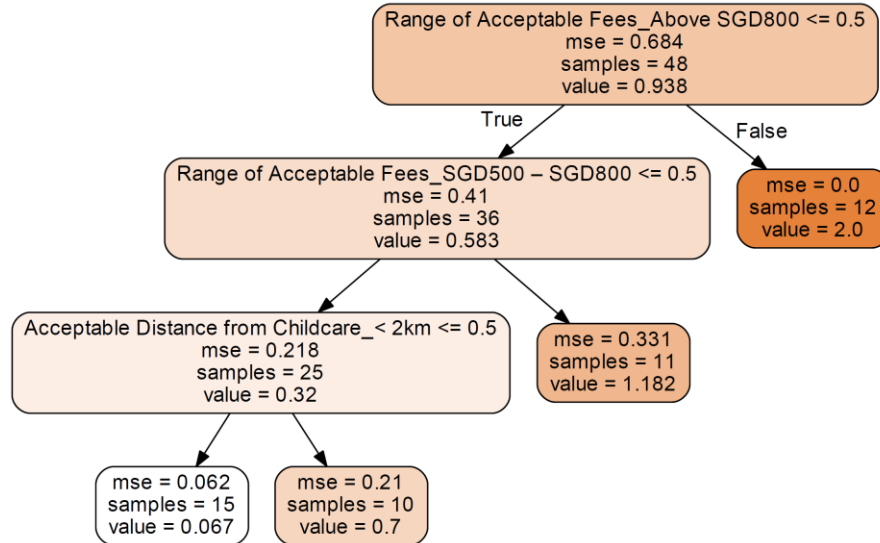 Range of Acceptable Fees_Above SGD800 <= 0.5
mse = 0.684
samples = 48
value = 0.938
True
False
Range of Acceptable Fees_SGD500 – SGD800 <= 0.5
mse = 0.41
samples = 36
value = 0.583
mse = 0.0
samples = 12
value = 2.0
Acceptable Distance from Childcare_< 2km <= 0.5
mse = 0.218
samples = 25
value = 0.32
mse = 0.331
samples = 11
value = 1.182
mse = 0.062
samples = 15
value = 0.067
mse = 0.21
samples = 10
value = 0.7